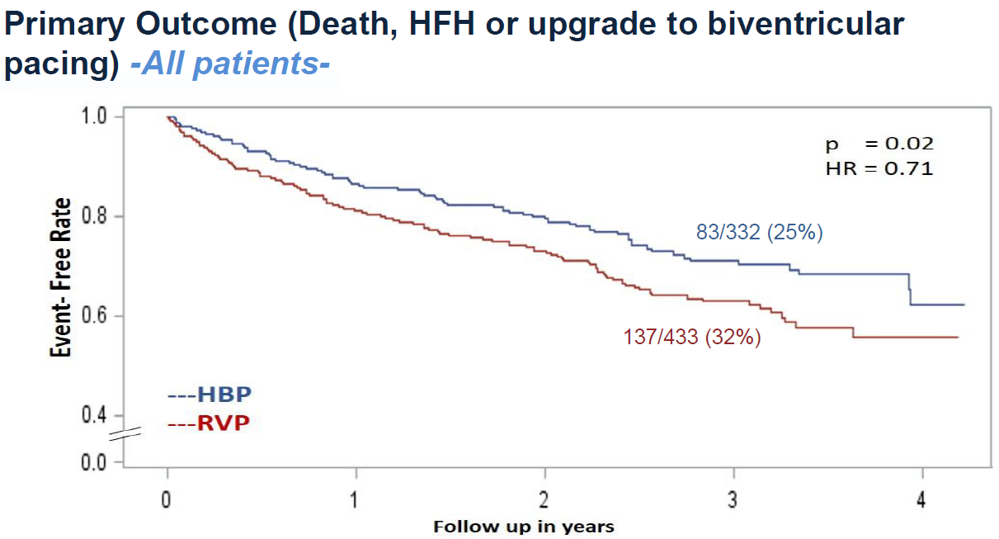 Primary Outcome (Death, HFH or upgrade to biventricular
pacing) -All patients-
1.0
p = 0.02
HR = 0.71
0.8
83/332 (25%)
Event- Free Rate
0.6
137/433 (32%)
---HBP
0.4
---RVP
0.0
0 1 2 3 4
Follow up in years